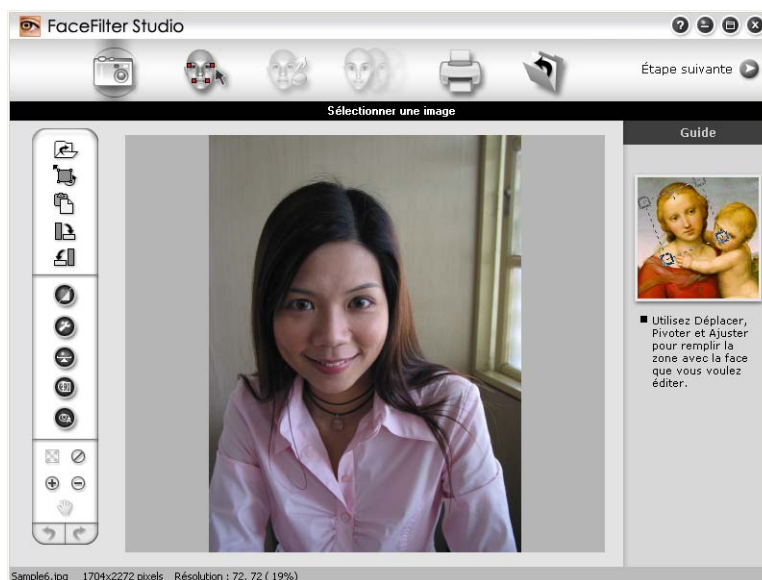 FaceFilter Studio
Étape suivante
Sélectionner une image
Guide
Utilisez Déplacer,
Pivoter et Ajuster
pour remplir la
zone avec la face
que vous voulez
éditer.
Sample6.jpg 1704x2272 pixels Résolution : 72, 72 ( 19%)